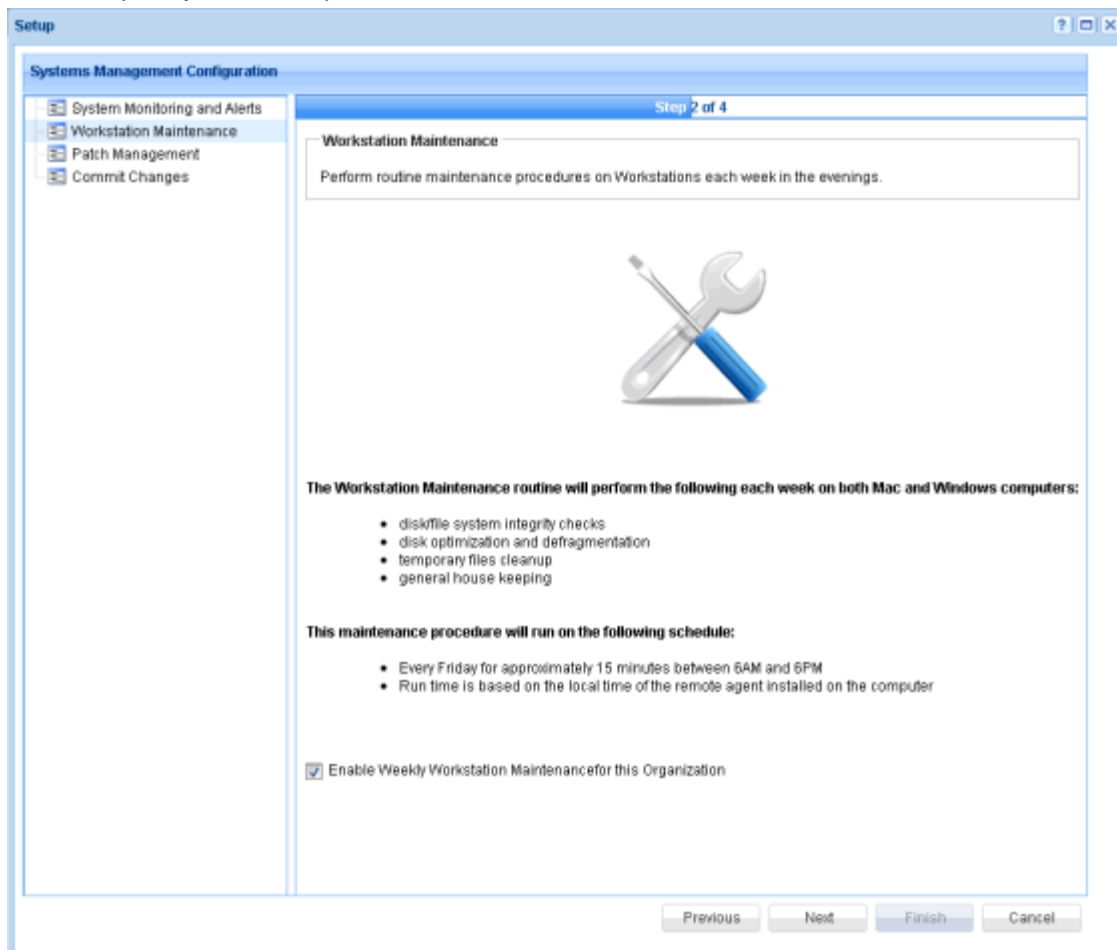 Setup
Systems Management Configuration
System Monitoring and Alerts
Workstation Maintenance
Patch Management
Commit Changes
Step 2 of 4
Workstation Maintenance
Perform routine maintenance procedures on Workstations each week in the evenings.
The Workstation Maintenance routine will perform the following each week on both Mac and Windows computers:
• disk/file system integrity checks
• disk optimization and defragmentation
• temporary files cleanup
• general house keeping
This maintenance procedure will run on the following schedule:
• Every Friday for approximately 15 minutes between 6AM and 6PM
• Run time is based on the local time of the remote agent installed on the computer
Enable Weekly Workstation Maintenancefor this Organization
Previous Next Finish Cancel